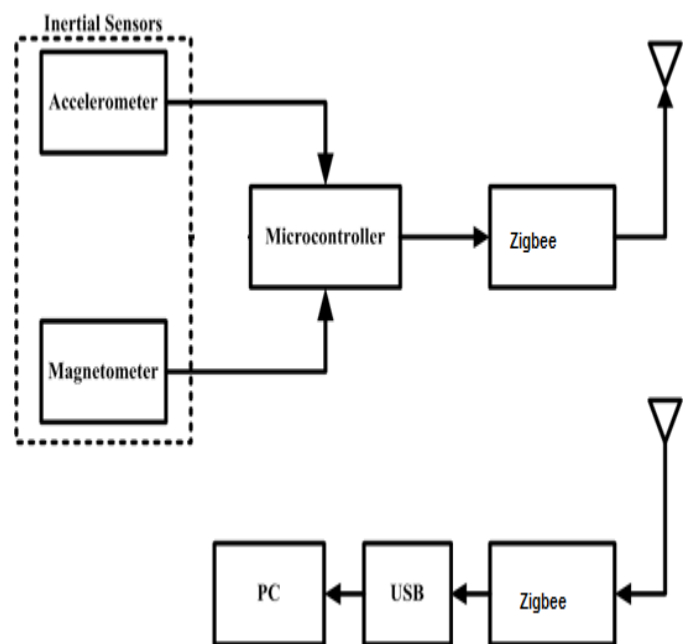 Inertial Sensors
Accelerometer
Microcontroller
Zigbee
Magnetometer
PC
USB
Zigbee